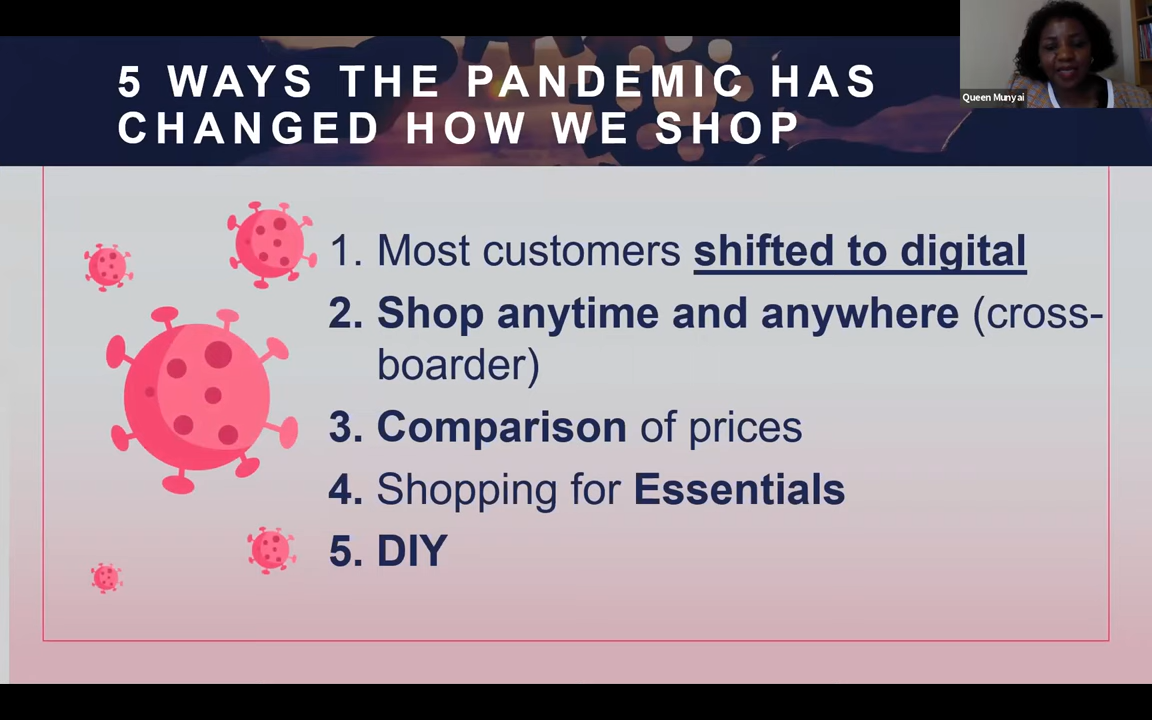 5 WAYS THE PANDEMIC HAS
CHANGED HOW WE SHOP
Queen Munyai
1. Most customers shifted to digital
2. Shop anytime and anywhere (cross-
boarder)
3. Comparison of prices
4. Shopping for Essentials
5. DIY